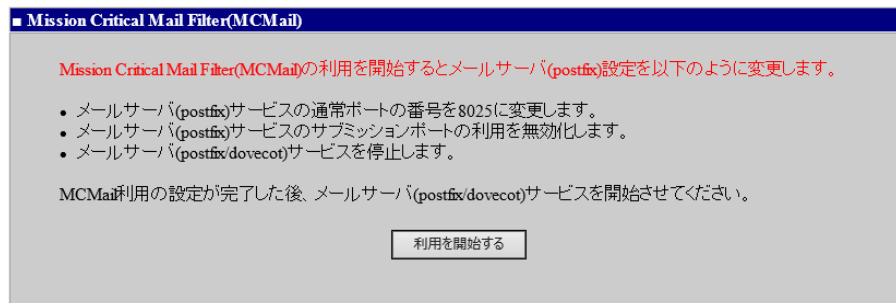 ■ Mission Critical Mail Filter(MCMail)
Mission Critical Mail Filter(MCMail)の利用を開始するとメールサーバ(postfix)設定を以下のように変更します。
• メールサーバ(postfix)サービスの通常ポートの番号を8025に変更します。
• メールサーバ(postfix)サービスのサブミッションポートの利用を無効化します。
• メールサーバ(postfix/dovecot)サービスを停止します。
MCMail利用の設定が完了した後、メールサーバ(postfix/dovecot)サービスを開始させてください。
利用を開始する